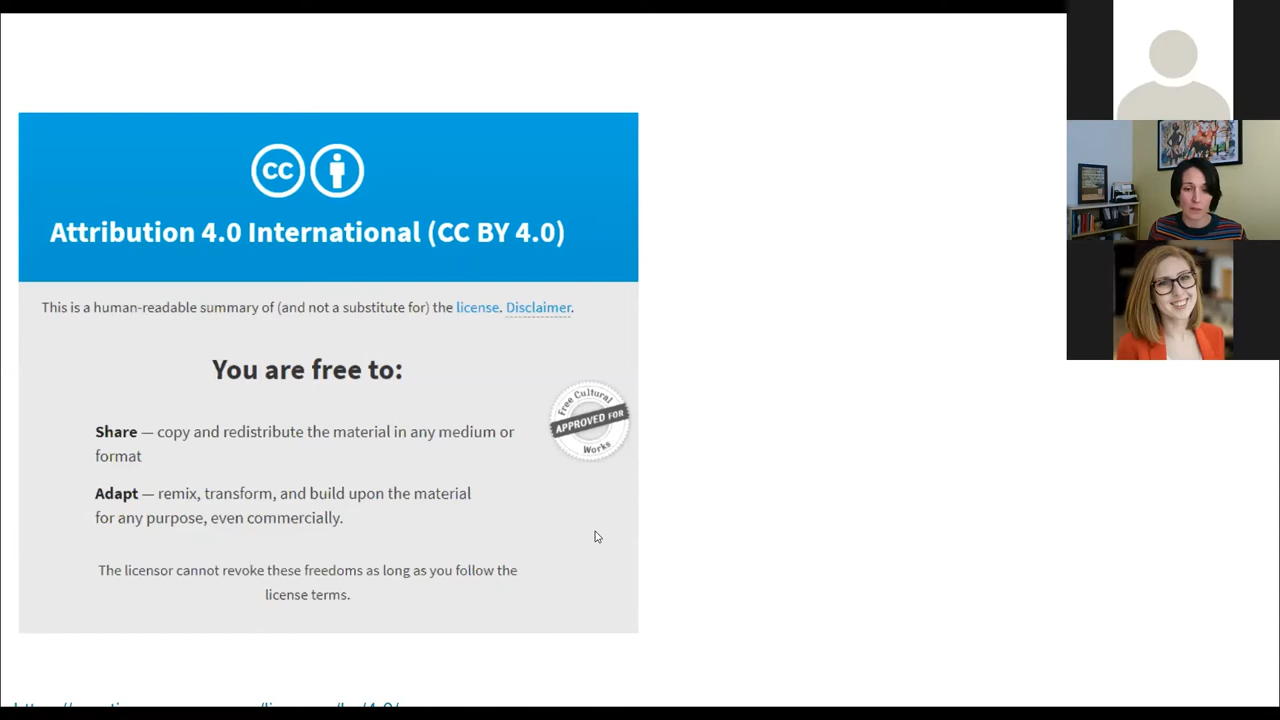 CC
Attribution 4.0 International (CC BY 4.0)
This is a human-readable summary of (and not a substitute for) the license. Disclaimer.
You are free to:
Share — copy and redistribute the material in any medium or
format
Free Cultural
APPROVED FOR
Works
Adapt — remix, transform, and build upon the material
for any purpose, even commercially.
The licensor cannot revoke these freedoms as long as you follow the
license terms.